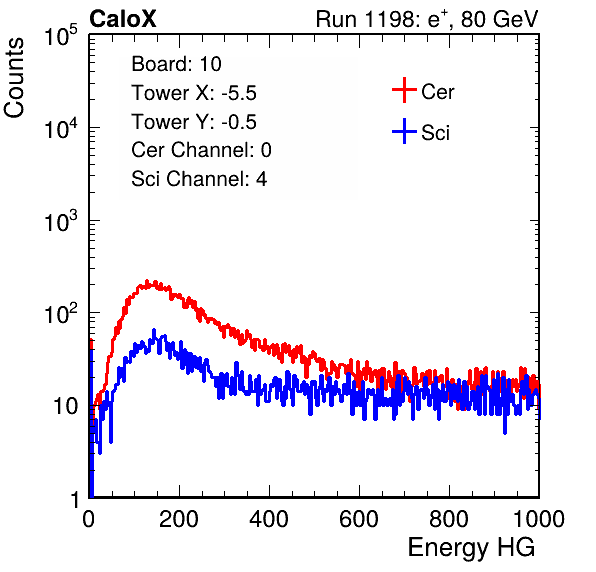 CaloX Run 1198: e⁺, 80 GeV
Counts
Board: 10
Tower X: -5.5
Tower Y: -0.5
Cer Channel: 0
Sci Channel: 4
Cer
Sci
10⁵
10⁴
10³
10²
10
1
0 200 400 600 800 1000
Energy HG